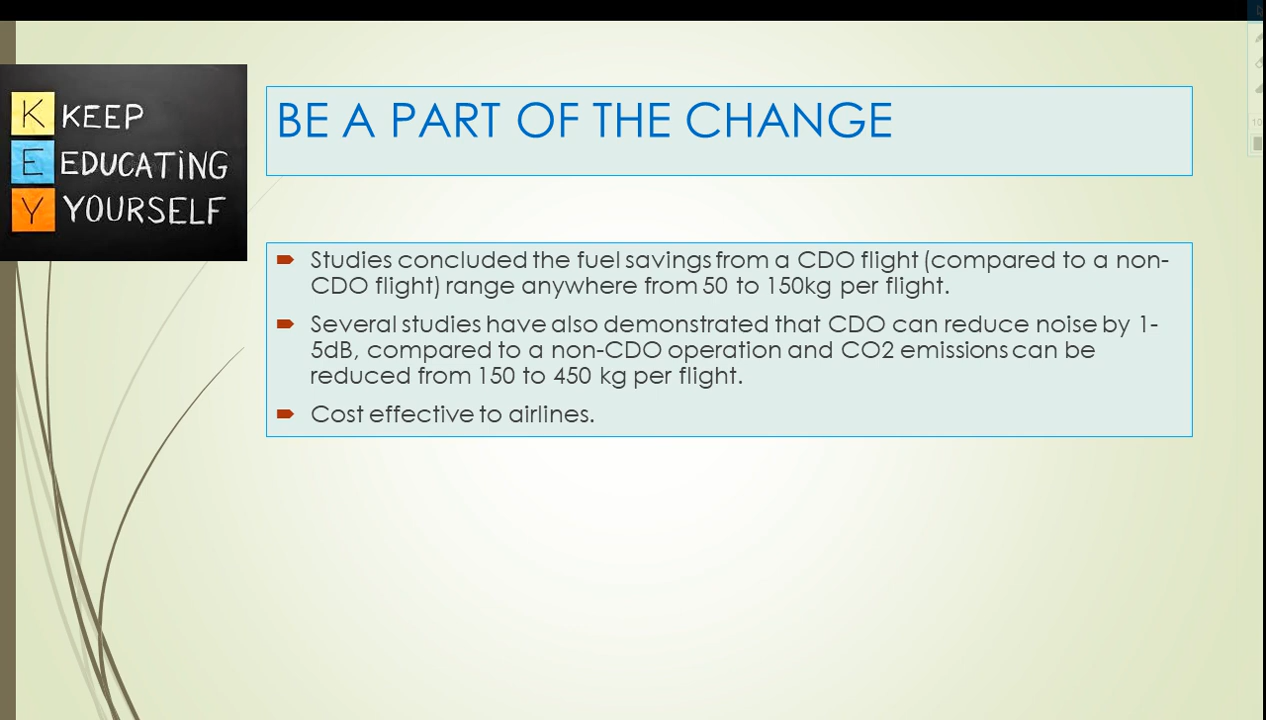 K KEEP
E EDUCATING
Y YOURSELF
BE A PART OF THE CHANGE
Studies concluded the fuel savings from a CDO flight (compared to a non-
CDO flight) range anywhere from 50 to 150kg per flight.
Several studies have also demonstrated that CDO can reduce noise by 1-
5dB, compared to a non-CDO operation and CO2 emissions can be
reduced from 150 to 450 kg per flight.
Cost effective to airlines.